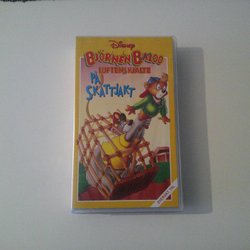 Disney
BJÖRNEN BALOO
LUFTENS HJÄLTE
PÅ
SKATTJAKT